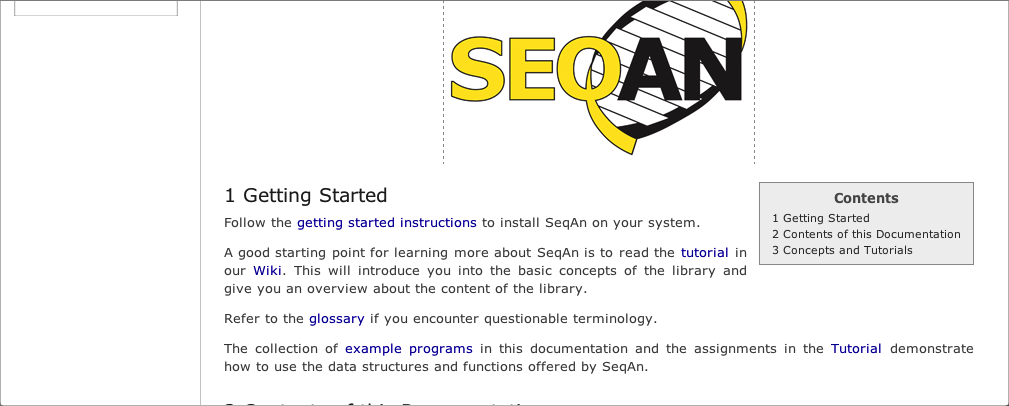 SEQAN
1 Getting Started
Follow the getting started instructions to install SeqAn on your system.
A good starting point for learning more about SeqAn is to read the tutorial in
our Wiki. This will introduce you into the basic concepts of the library and
give you an overview about the content of the library.
Refer to the glossary if you encounter questionable terminology.
The collection of example programs in this documentation and the assignments in the Tutorial demonstrate
how to use the data structures and functions offered by SeqAn.
Contents
1 Getting Started
2 Contents of this Documentation
3 Concepts and Tutorials